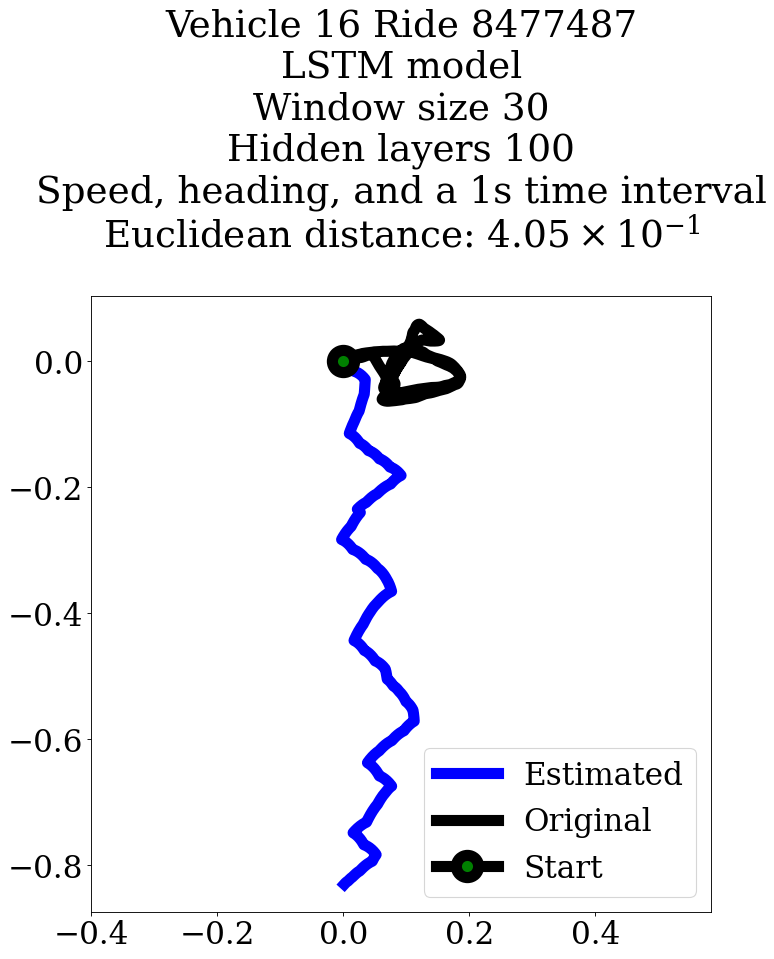 Vehicle 16 Ride 8477487
LSTM model
Window size 30
Hidden layers 100
Speed, heading, and a 1s time interval
Euclidean distance: 4.05 × 10⁻¹
0.0
−0.2
−0.4
−0.6
−0.8
Estimated
Original
Start
−0.4 −0.2 0.0 0.2 0.4